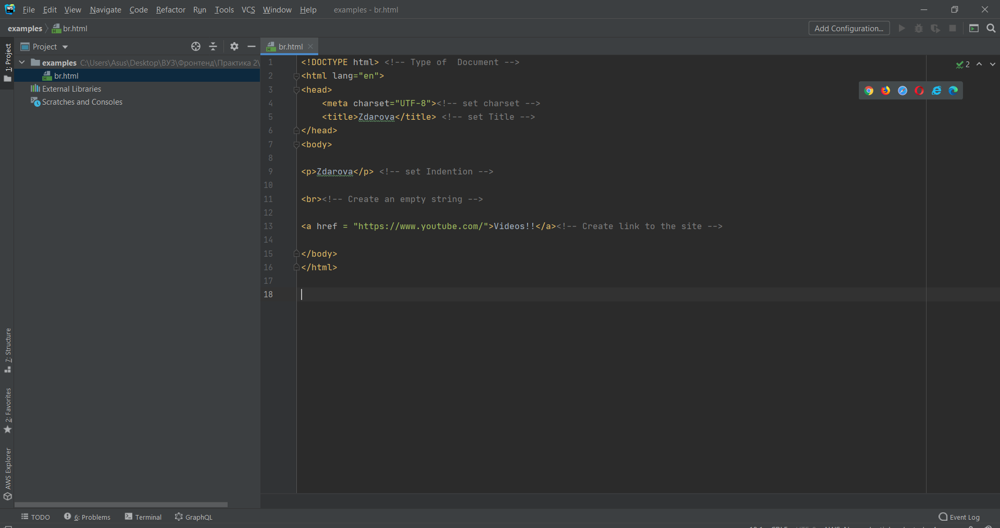 WS File Edit View Navigate Code Refactor Run Tools VCS Window Help examples - br.html
examples br.html Add Configuration...
1: Project
Project
br.html
examples C:\Users\Asus\Desktop\ВУЗ\Фронтенд\Практика 2\
br.html
External Libraries
Scratches and Consoles
1 <!DOCTYPE html> <!-- Type of  Document -->
2 <html lang="en">
3 <head>
4     <meta charset="UTF-8"><!-- set charset -->
5     <title>Zdarova</title> <!-- set Title -->
6 </head>
7 <body>
8
9 <p>Zdarova</p> <!-- set Indention -->
10
11 <br><!-- Create an empty string -->
12
13 <a href = "https://www.youtube.com/">Videos!!</a><!-- Create link to the site -->
14
15 </body>
16 </html>
17
18
2
7: Structure
2: Favorites
AWS Explorer
TODO 6: Problems Terminal GraphQL Event Log